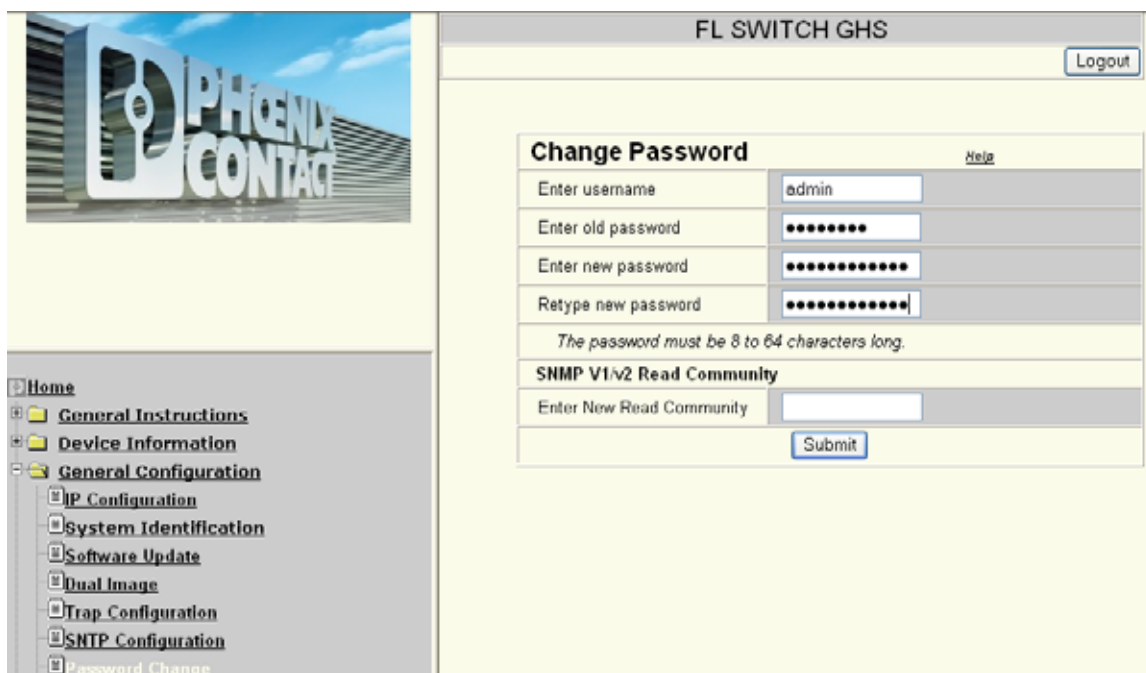 PHŒNIX
CONTACT
Home
General Instructions
Device Information
General Configuration
IP Configuration
System Identification
Software Update
Dual Image
Trap Configuration
SNTP Configuration
Password Change
FL SWITCH GHS
Logout
Change Password Help
Enter username admin
Enter old password ●●●●●●●●
Enter new password ●●●●●●●●●●●●
Retype new password ●●●●●●●●●●●●
The password must be 8 to 64 characters long.
SNMP V1/v2 Read Community
Enter New Read Community
Submit